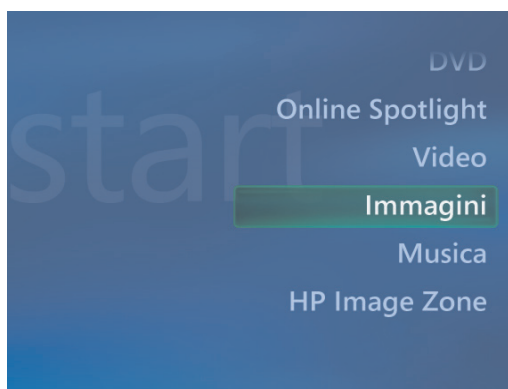 start
DVD
Online Spotlight
Video
Immagini
Musica
HP Image Zone